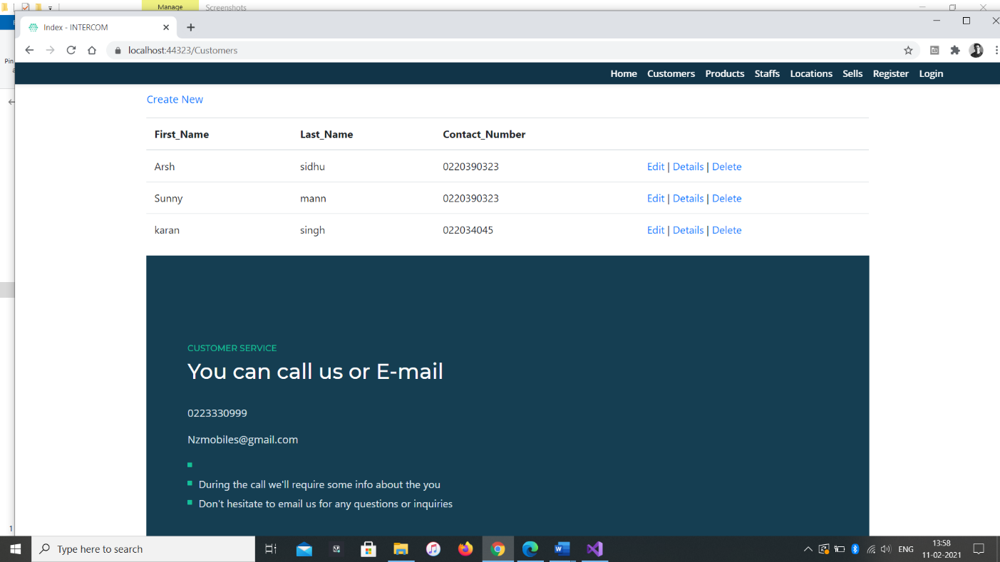 Manage
Screenshots
Index - INTERCOM
localhost:44323/Customers
Pin
Home Customers Products Staffs Locations Sells Register Login
Create New
First_Name Last_Name Contact_Number
Arsh sidhu 0220390323 Edit | Details | Delete
Sunny mann 0220390323 Edit | Details | Delete
karan singh 022034045 Edit | Details | Delete
CUSTOMER SERVICE
You can call us or E-mail
0223330999
Nzmobiles@gmail.com
During the call we'll require some info about the you
Don't hesitate to email us for any questions or inquiries
1
Type here to search
ENG
13:58
11-02-2021